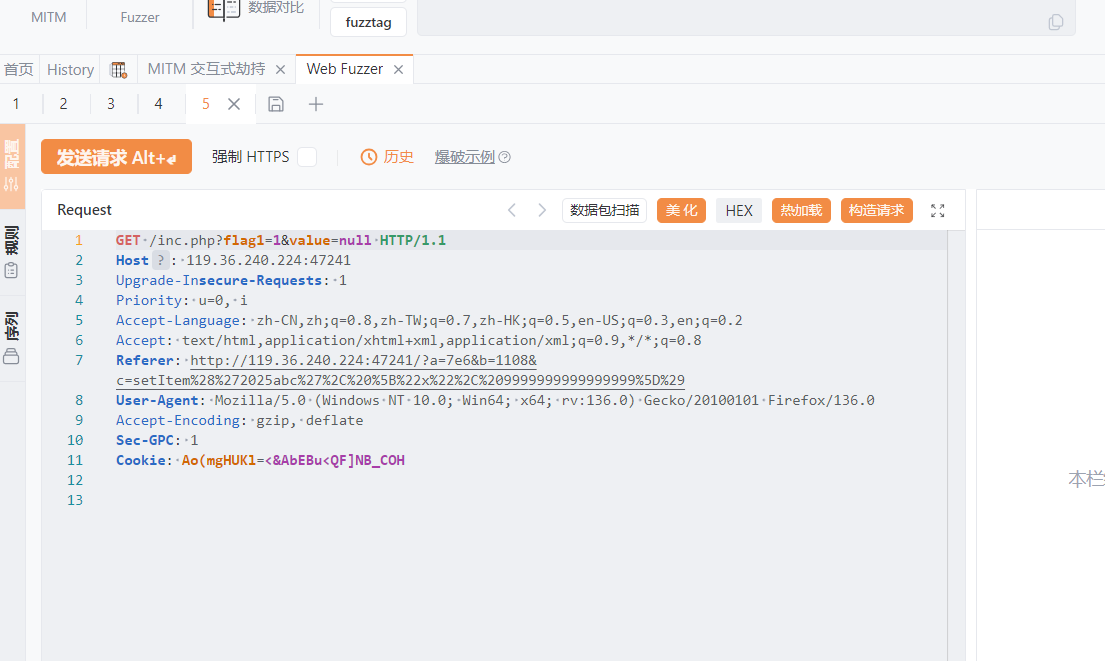 MITM
Fuzzer
数据对比
fuzztag
首页
History
MITM 交互式劫持
Web Fuzzer
1
2
3
4
5
配置
规则
序列
发送请求 Alt+↲
强制 HTTPS
历史
爆破示例
Request
数据包扫描
美化
HEX
热加载
构造请求
1 GET /inc.php?flag1=1&value=null HTTP/1.1
2 Host ? : 119.36.240.224:47241
3 Upgrade-Insecure-Requests: 1
4 Priority: u=0, i
5 Accept-Language: zh-CN,zh;q=0.8,zh-TW;q=0.7,zh-HK;q=0.5,en-US;q=0.3,en;q=0.2
6 Accept: text/html,application/xhtml+xml,application/xml;q=0.9,*/*;q=0.8
7 Referer: http://119.36.240.224:47241/?a=7e6&b=1108&
c=setItem%28%272025abc%27%2C%20%5B%22x%22%2C%209999999999999999%5D%29
8 User-Agent: Mozilla/5.0 (Windows NT 10.0; Win64; x64; rv:136.0) Gecko/20100101 Firefox/136.0
9 Accept-Encoding: gzip, deflate
10 Sec-GPC: 1
11 Cookie: Ao(mgHUKl=<&AbEBu<QF]NB_COH
12
13
本栏